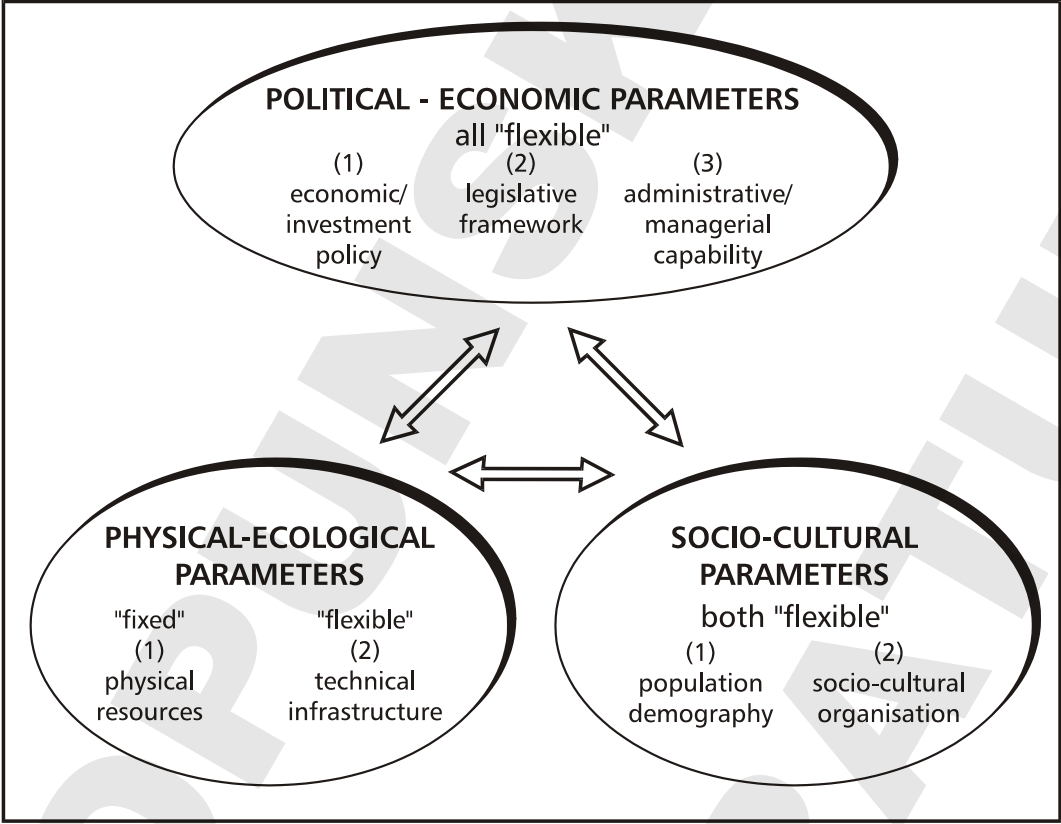 POLITICAL - ECONOMIC PARAMETERS
all "flexible"
(1) (2) (3)
economic/ legislative administrative/
investment framework managerial
policy capability
PHYSICAL-ECOLOGICAL
PARAMETERS
"fixed" "flexible"
(1) (2)
physical technical
resources infrastructure
SOCIO-CULTURAL
PARAMETERS
both "flexible"
(1) (2)
population socio-cultural
demography organisation